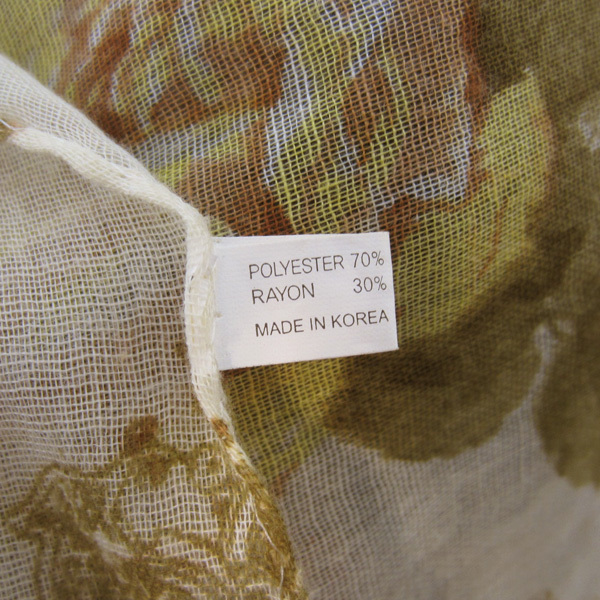 POLYESTER 70%
RAYON 30%
MADE IN KOREA